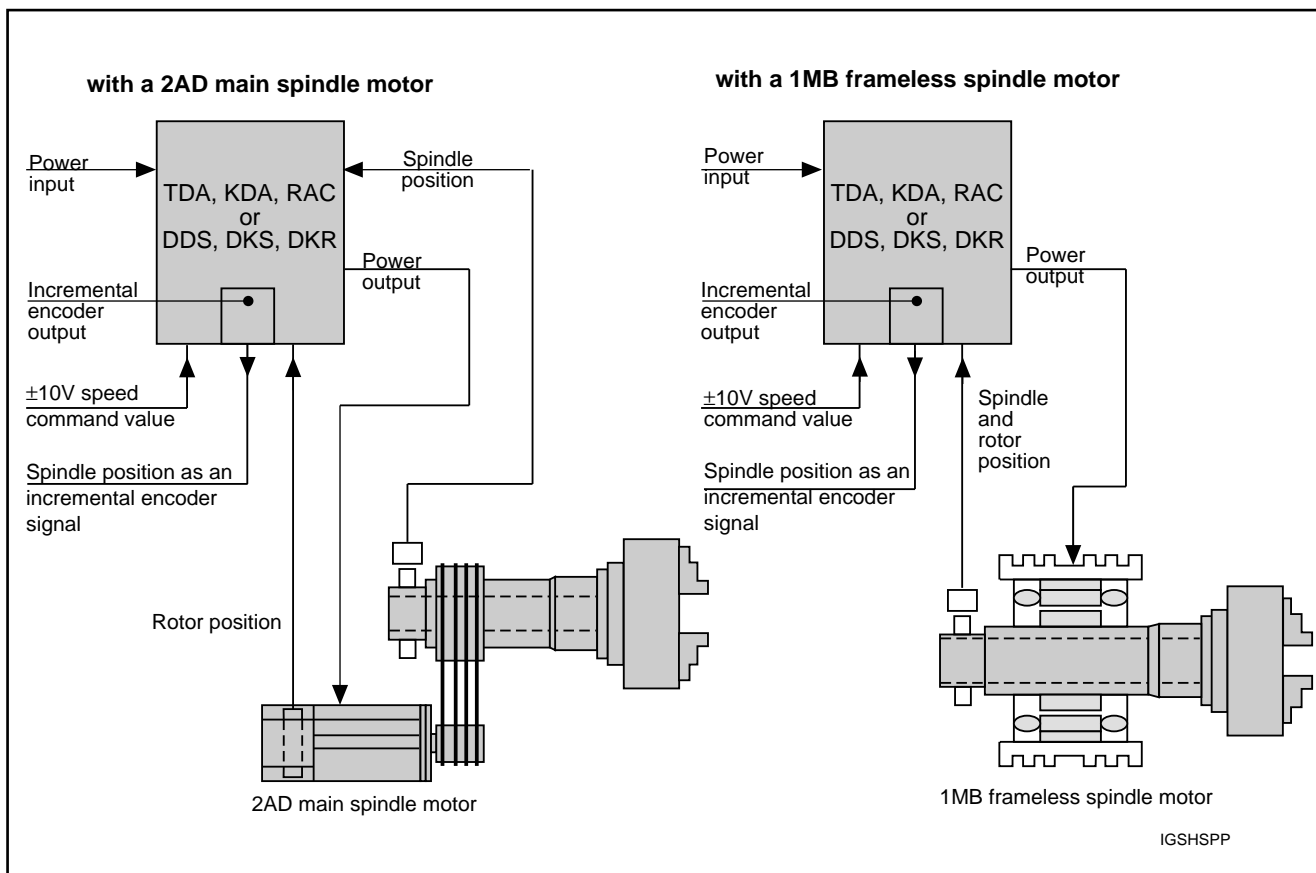 with a 2AD main spindle motor
Power
input
TDA, KDA, RAC
or
DDS, DKS, DKR
Spindle
position
Power
output
Incremental
encoder
output
±10V speed
command value
Spindle position as an
incremental encoder
signal
Rotor position
2AD main spindle motor
with a 1MB frameless spindle motor
Power
input
TDA, KDA, RAC
or
DDS, DKS, DKR
Power
output
Incremental
encoder
output
±10V speed
command value
Spindle
and
rotor
position
Spindle position as an
incremental encoder
signal
1MB frameless spindle motor
IGSHSPP